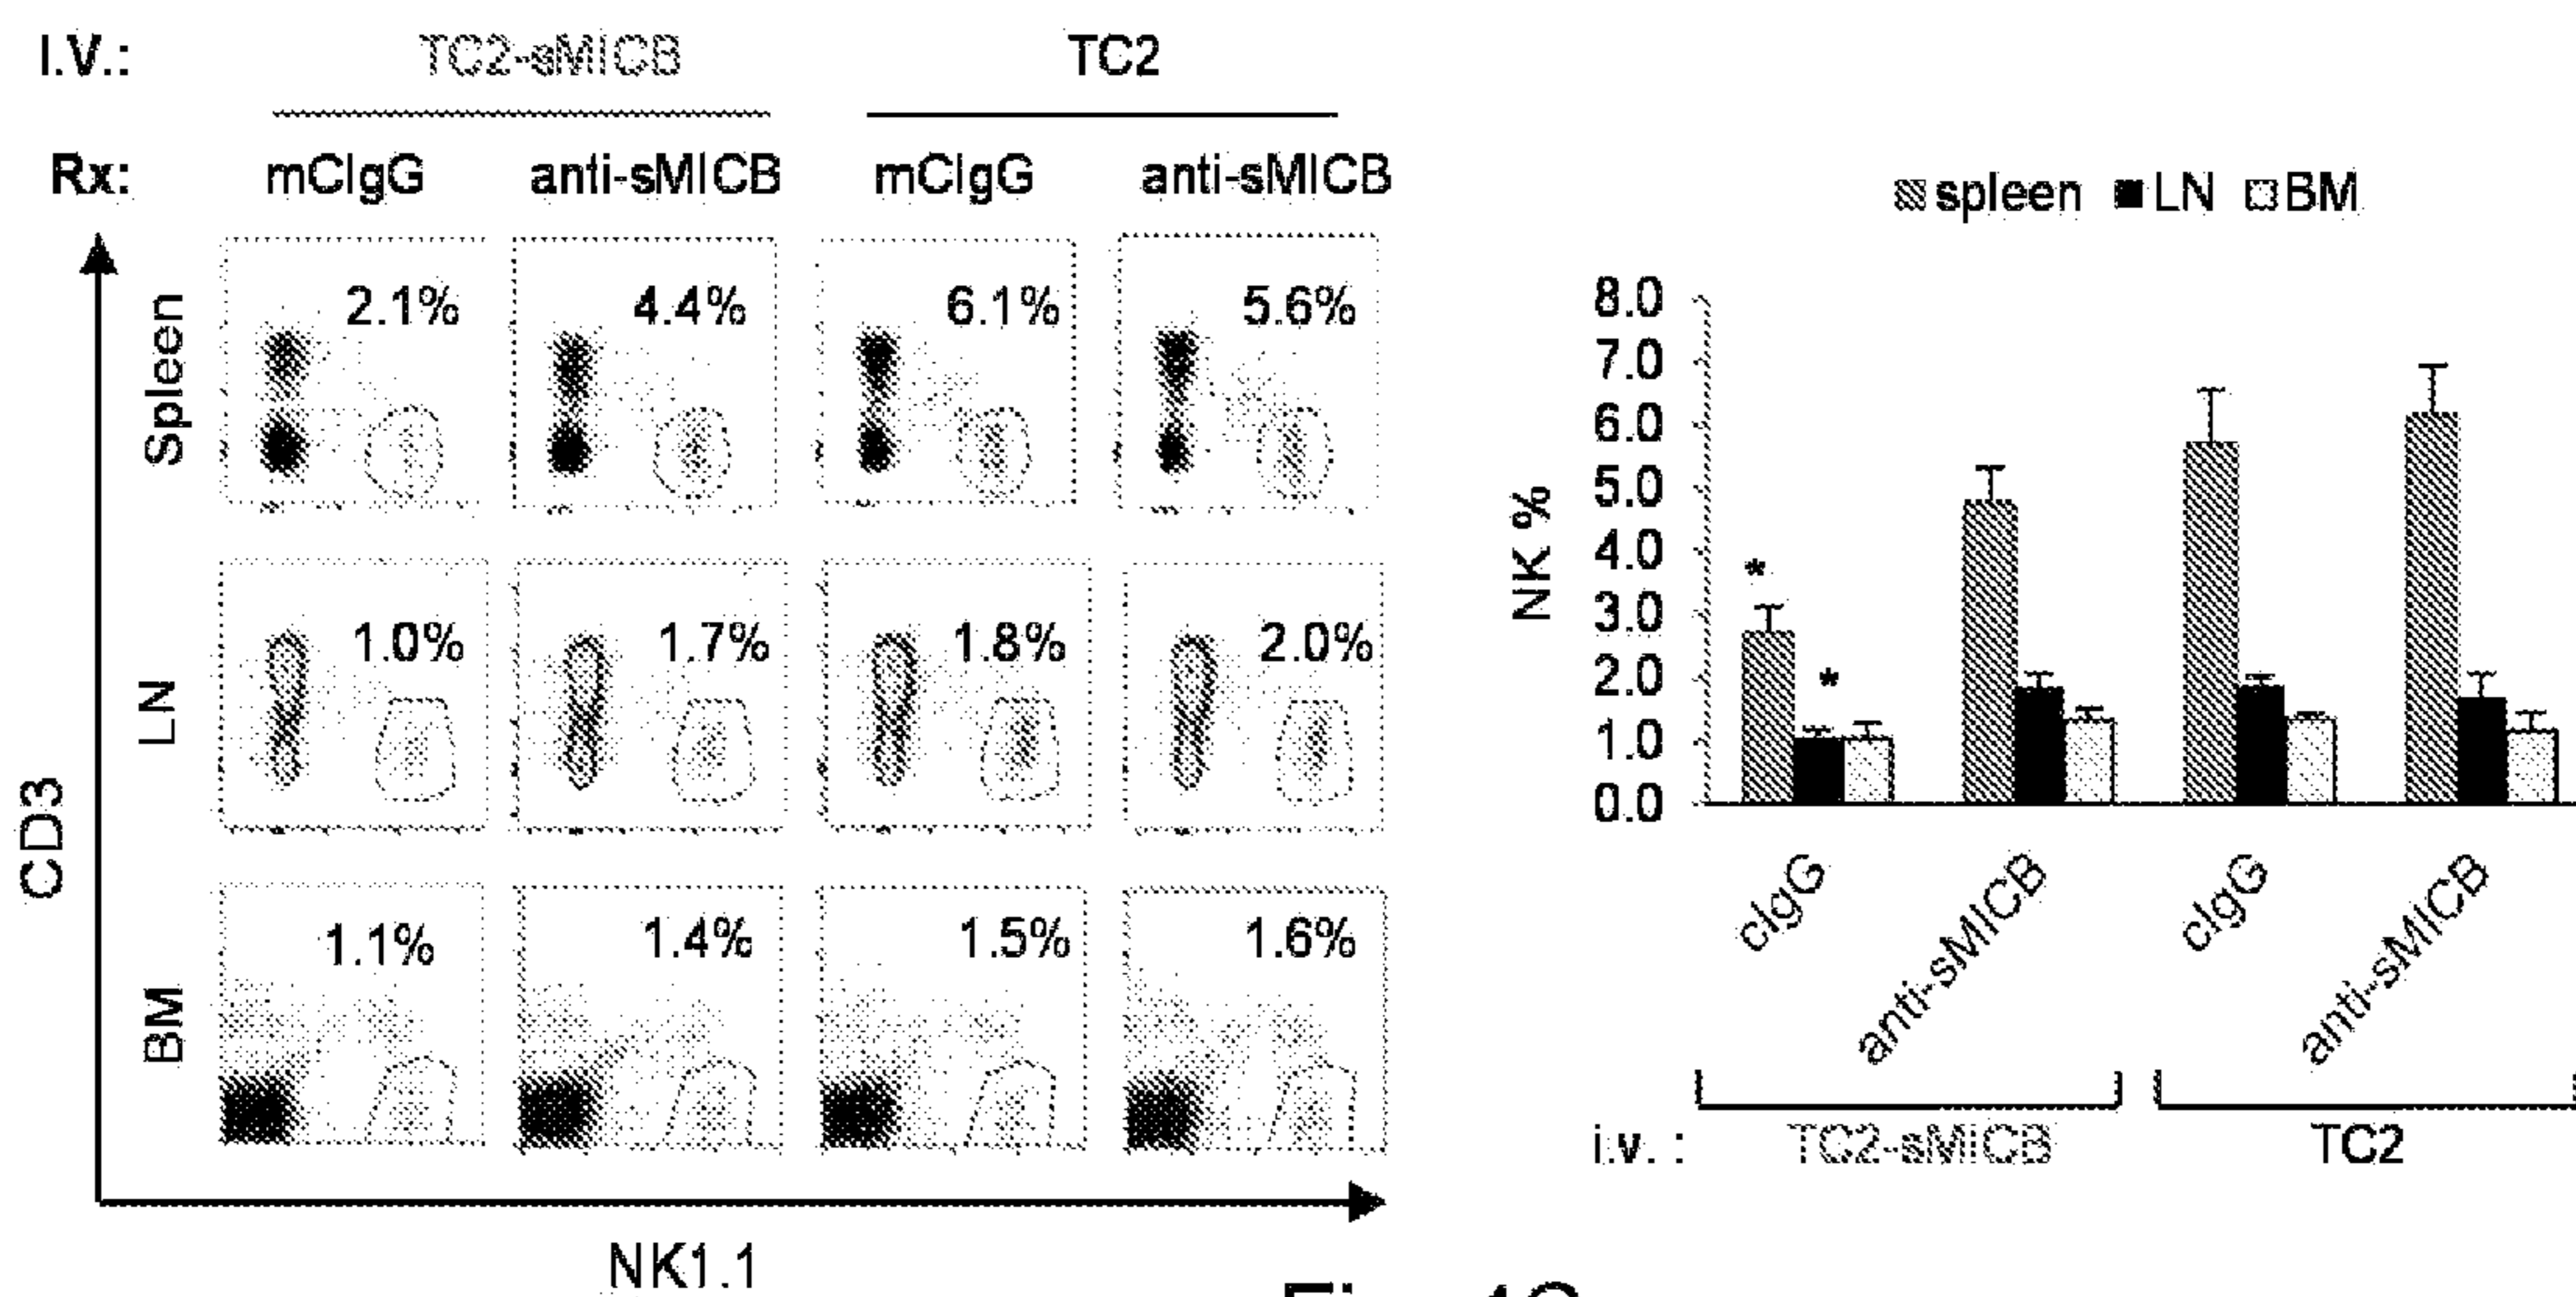 I.V.: TC2-sMICB TC2
Rx: mCIgG anti-sMICB mCIgG anti-sMICB
Spleen 2.1% 4.4% 6.1% 5.6%
LN 1.0% 1.7% 1.8% 2.0%
BM 1.1% 1.4% 1.5% 1.6%
CD3
NK1.1
spleen LN BM
NK %
8.0
7.0
6.0
5.0
4.0
3.0
2.0
1.0
0.0
*
*
cIgG anti-sMICB cIgG anti-sMICB
i.v. : TC2-sMICB TC2